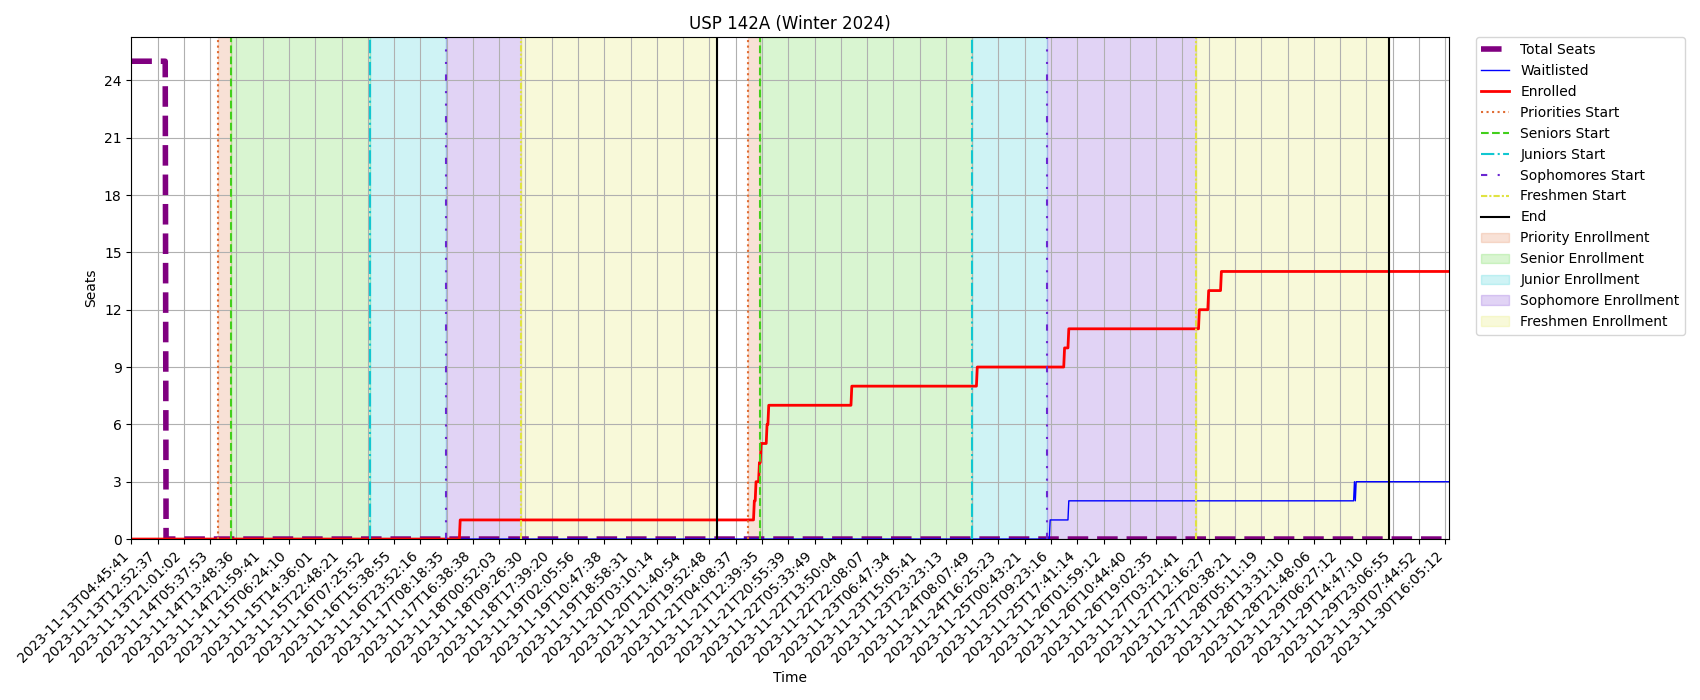 USP 142A (Winter 2024)
Seats
24
21
18
15
12
9
6
3
0
2023-11-13T04:45:41
2023-11-13T12:52:37
2023-11-13T21:01:02
2023-11-14T05:37:53
2023-11-14T13:48:36
2023-11-14T21:59:41
2023-11-15T06:24:10
2023-11-15T14:36:01
2023-11-15T22:48:21
2023-11-16T07:25:52
2023-11-16T15:38:55
2023-11-16T23:52:16
2023-11-17T08:18:35
2023-11-17T16:38:38
2023-11-18T00:52:03
2023-11-18T09:26:30
2023-11-18T17:39:20
2023-11-19T02:05:56
2023-11-19T10:47:38
2023-11-19T18:58:31
2023-11-20T03:10:14
2023-11-20T11:40:54
2023-11-20T19:52:48
2023-11-21T04:08:37
2023-11-21T12:39:35
2023-11-21T20:55:39
2023-11-22T05:33:49
2023-11-22T13:50:04
2023-11-22T22:08:07
2023-11-23T06:47:34
2023-11-23T15:05:41
2023-11-23T23:23:13
2023-11-24T08:07:49
2023-11-24T16:25:23
2023-11-25T00:43:21
2023-11-25T09:23:16
2023-11-25T17:41:14
2023-11-26T01:59:12
2023-11-26T10:44:40
2023-11-26T19:02:35
2023-11-27T03:21:41
2023-11-27T12:16:27
2023-11-27T20:38:21
2023-11-28T05:11:19
2023-11-28T13:31:10
2023-11-28T21:48:06
2023-11-29T06:27:12
2023-11-29T14:47:10
2023-11-29T23:06:55
2023-11-30T07:44:52
2023-11-30T16:05:12
Time
Total Seats
Waitlisted
Enrolled
Priorities Start
Seniors Start
Juniors Start
Sophomores Start
Freshmen Start
End
Priority Enrollment
Senior Enrollment
Junior Enrollment
Sophomore Enrollment
Freshmen Enrollment